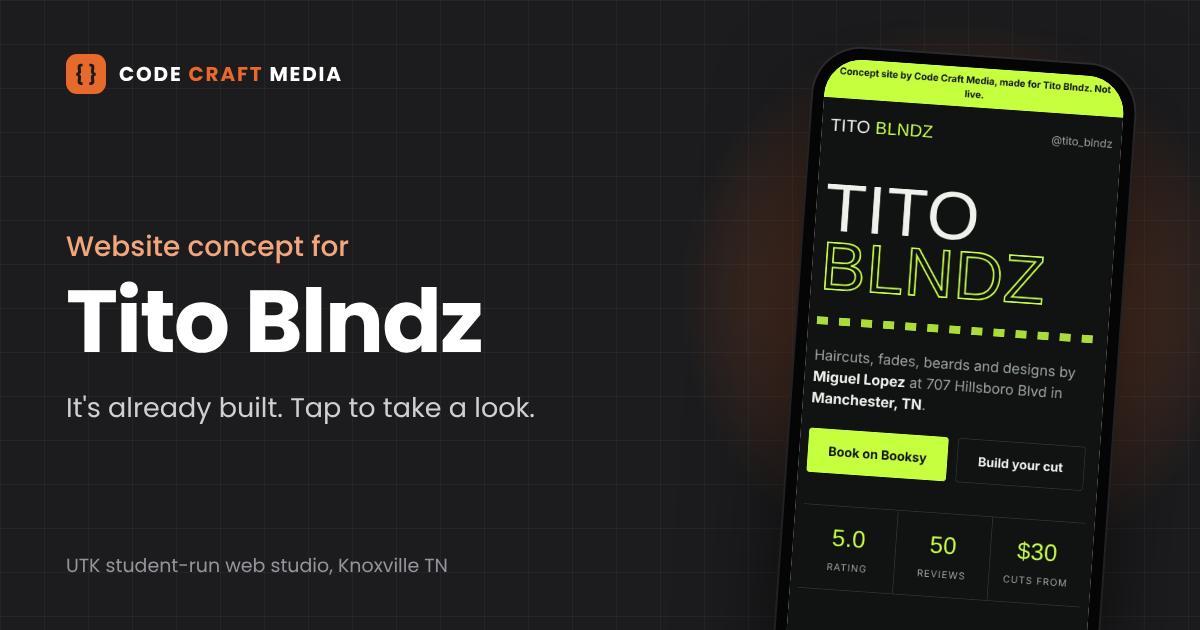 { } CODE CRAFT MEDIA
Website concept for
Tito Blndz
It's already built. Tap to take a look.
UTK student-run web studio, Knoxville TN
Concept site by Code Craft Media, made for Tito Blndz. Not
live.
TITO BLNDZ
@tito_blndz
TITO
BLNDZ
Haircuts, fades, beards and designs by
Miguel Lopez at 707 Hillsboro Blvd in
Manchester, TN.
Book on Booksy
Build your cut
5.0
RATING
50
REVIEWS
$30
CUTS FROM